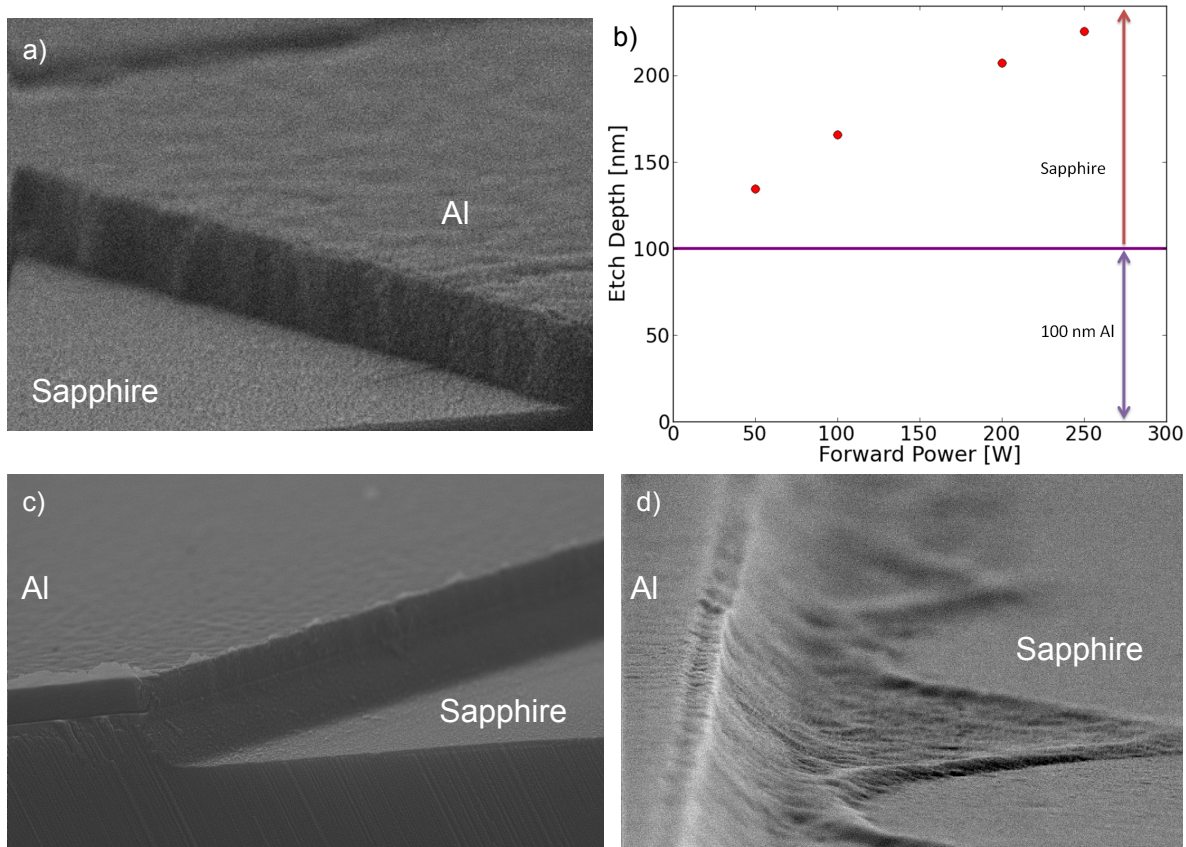 a)
Al
Sapphire
b)
Etch Depth [nm]
200
150
100
50
0
Sapphire
100 nm Al
0 50 100 150 200 250 300
Forward Power [W]
c)
Al
Sapphire
d)
Al
Sapphire